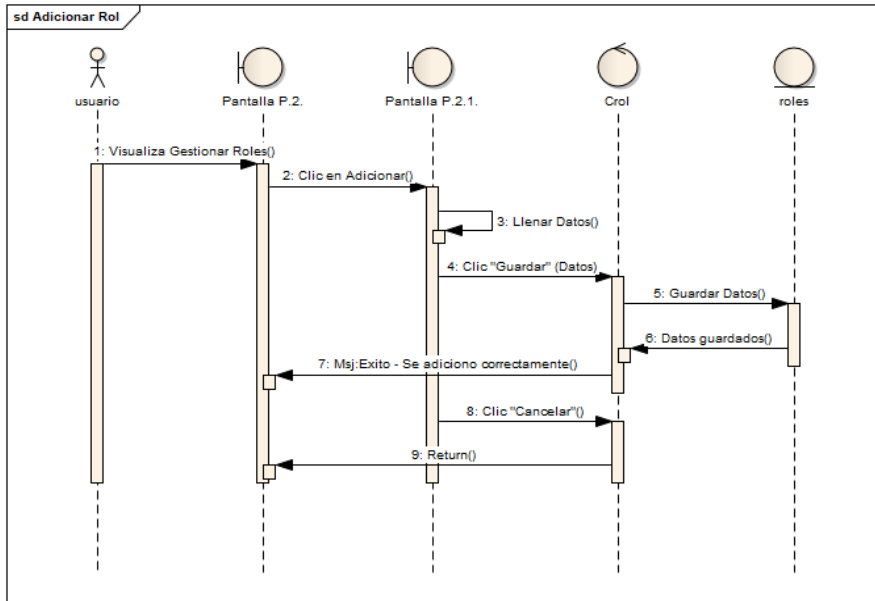 sd Adicionar Rol
usuario
Pantalla P.2.
Pantalla P.2.1.
Crol
roles
1: Visualiza Gestionar Roles()
2: Clic en Adicionar()
3: Llenar Datos()
4: Clic "Guardar" (Datos)
5: Guardar Datos()
6: Datos guardados()
7: Msj:Exito - Se adiciono correctamente()
8: Clic "Cancelar"()
9: Return()